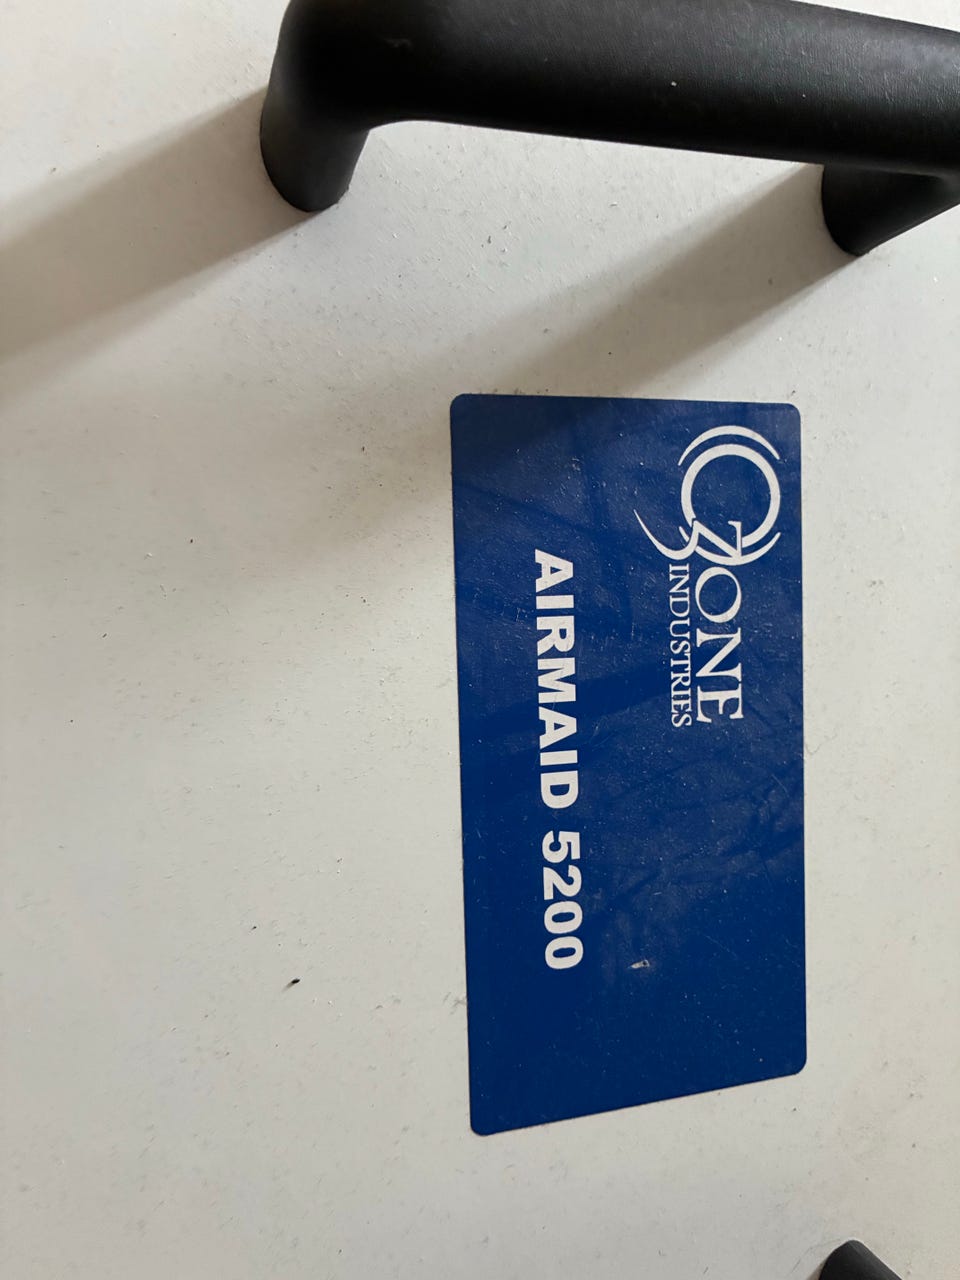 OZONE
INDUSTRIES
AIRMAID 5200